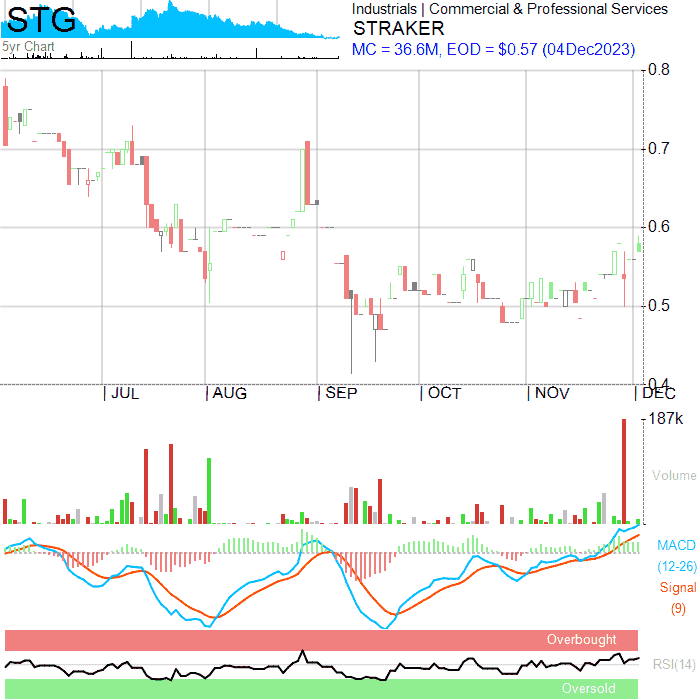 STG
5yr Chart
Industrials | Commercial & Professional Services
STRAKER
MC = 36.6M, EOD = $0.57 (04Dec2023)
0.8
0.7
0.6
0.5
0.4
JUL
AUG
SEP
OCT
NOV
DEC
187k
Volume
MACD
(12-26)
Signal
(9)
Overbought
RSI(14)
Oversold